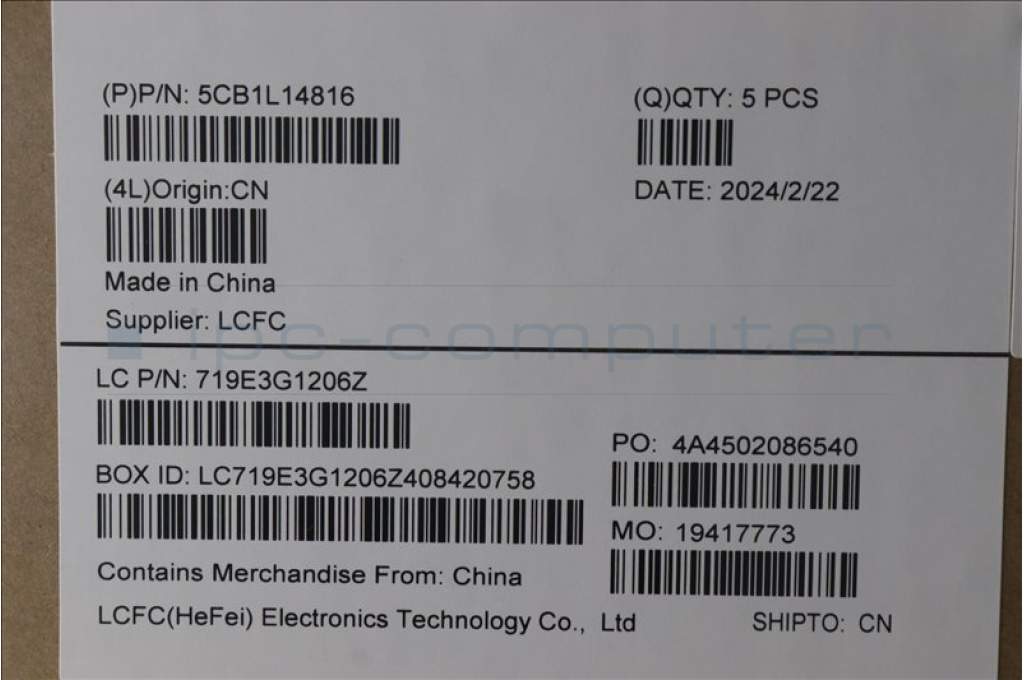 (P)P/N: 5CB1L14816
(Q)QTY: 5 PCS
(4L)Origin:CN
DATE: 2024/2/22
Made in China
Supplier: LCFC
ipc-computer
LC P/N: 719E3G1206Z
PO: 4A4502086540
BOX ID: LC719E3G1206Z408420758
MO: 19417773
Contains Merchandise From: China
LCFC(HeFei) Electronics Technology Co., Ltd
SHIPTO: CN